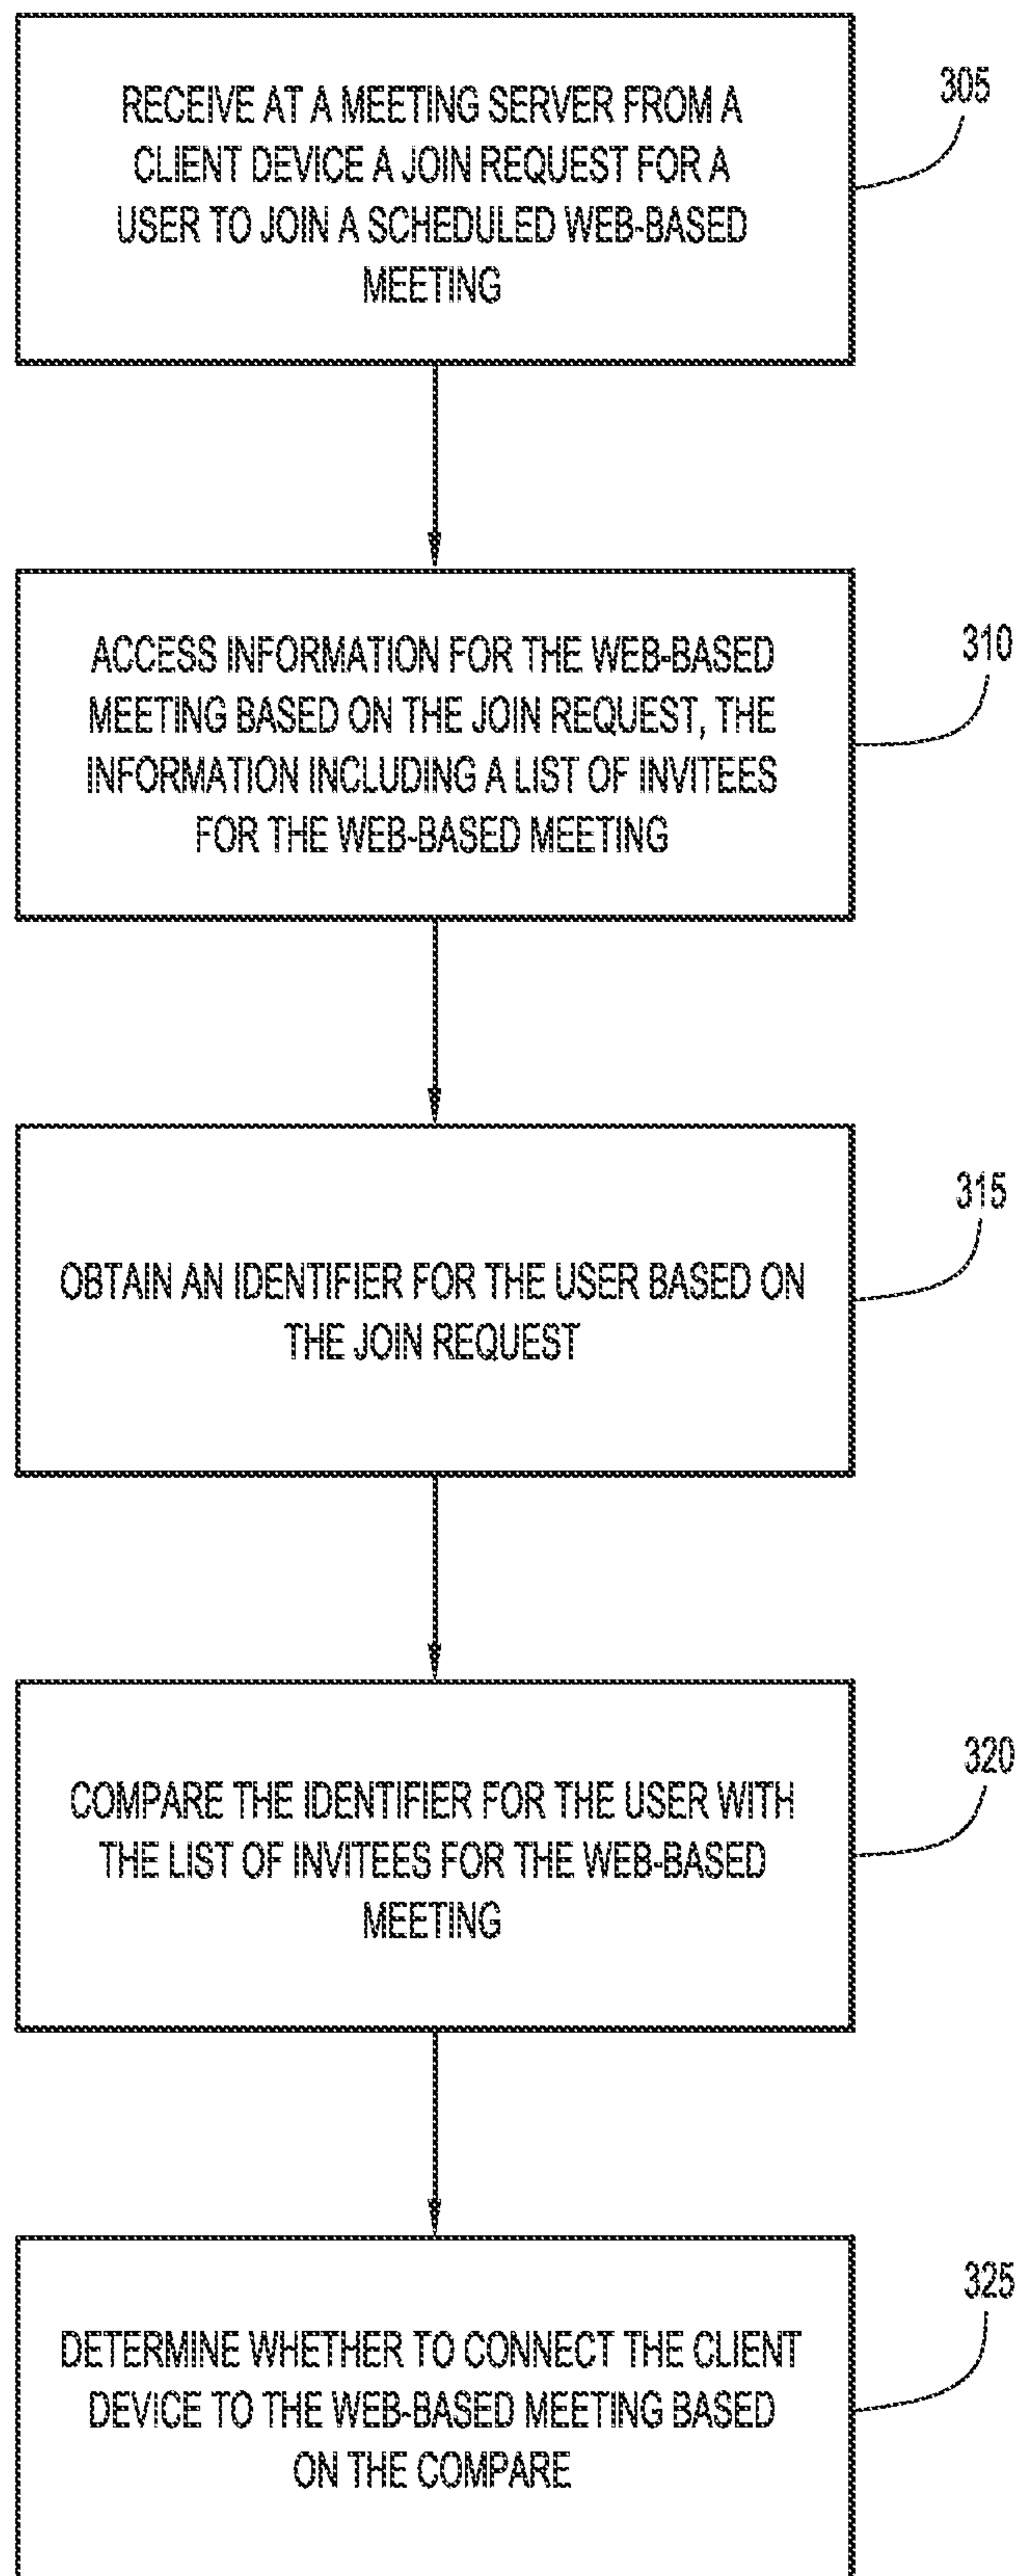 RECEIVE AT A MEETING SERVER FROM A
CLIENT DEVICE A JOIN REQUEST FOR A
USER TO JOIN A SCHEDULED WEB-BASED
MEETING
305
ACCESS INFORMATION FOR THE WEB-BASED
MEETING BASED ON THE JOIN REQUEST, THE
INFORMATION INCLUDING A LIST OF INVITEES
FOR THE WEB-BASED MEETING
310
OBTAIN AN IDENTIFIER FOR THE USER BASED ON
THE JOIN REQUEST
315
COMPARE THE IDENTIFIER FOR THE USER WITH
THE LIST OF INVITEES FOR THE WEB-BASED
MEETING
320
DETERMINE WHETHER TO CONNECT THE CLIENT
DEVICE TO THE WEB-BASED MEETING BASED
ON THE COMPARE
325